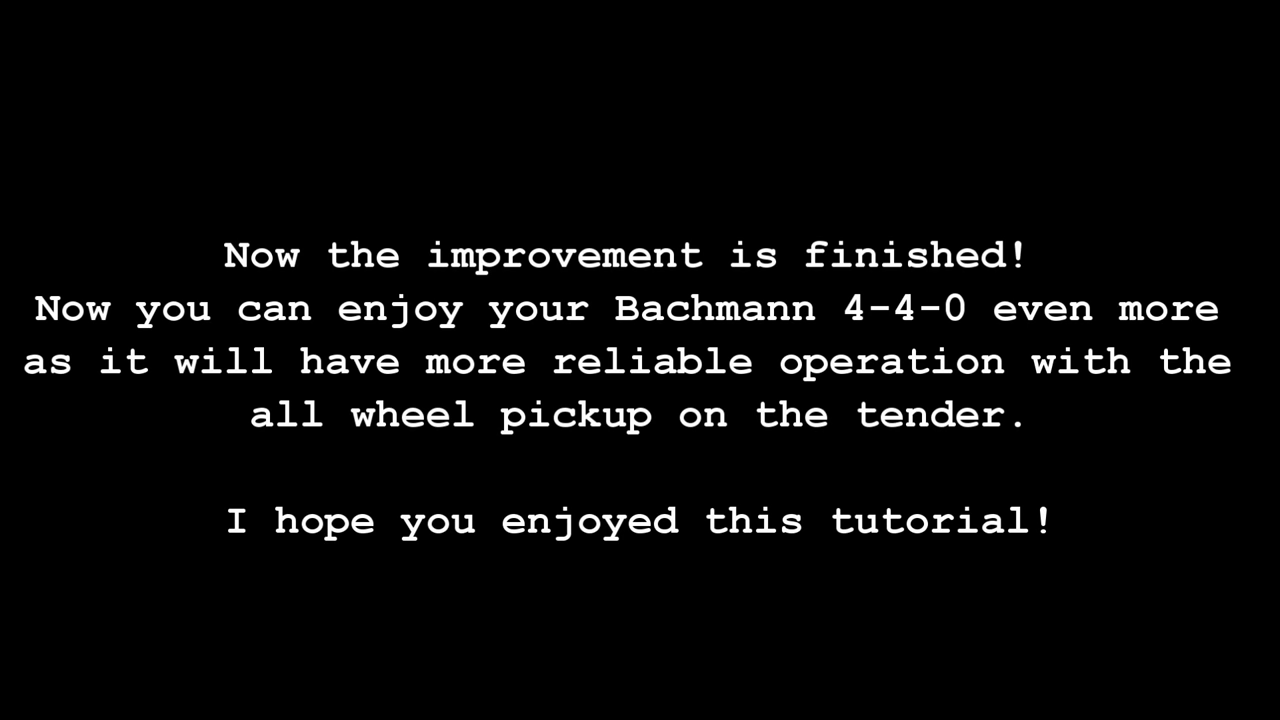 Now the improvement is finished!
Now you can enjoy your Bachmann 4-4-0 even more
as it will have more reliable operation with the
all wheel pickup on the tender.
I hope you enjoyed this tutorial!